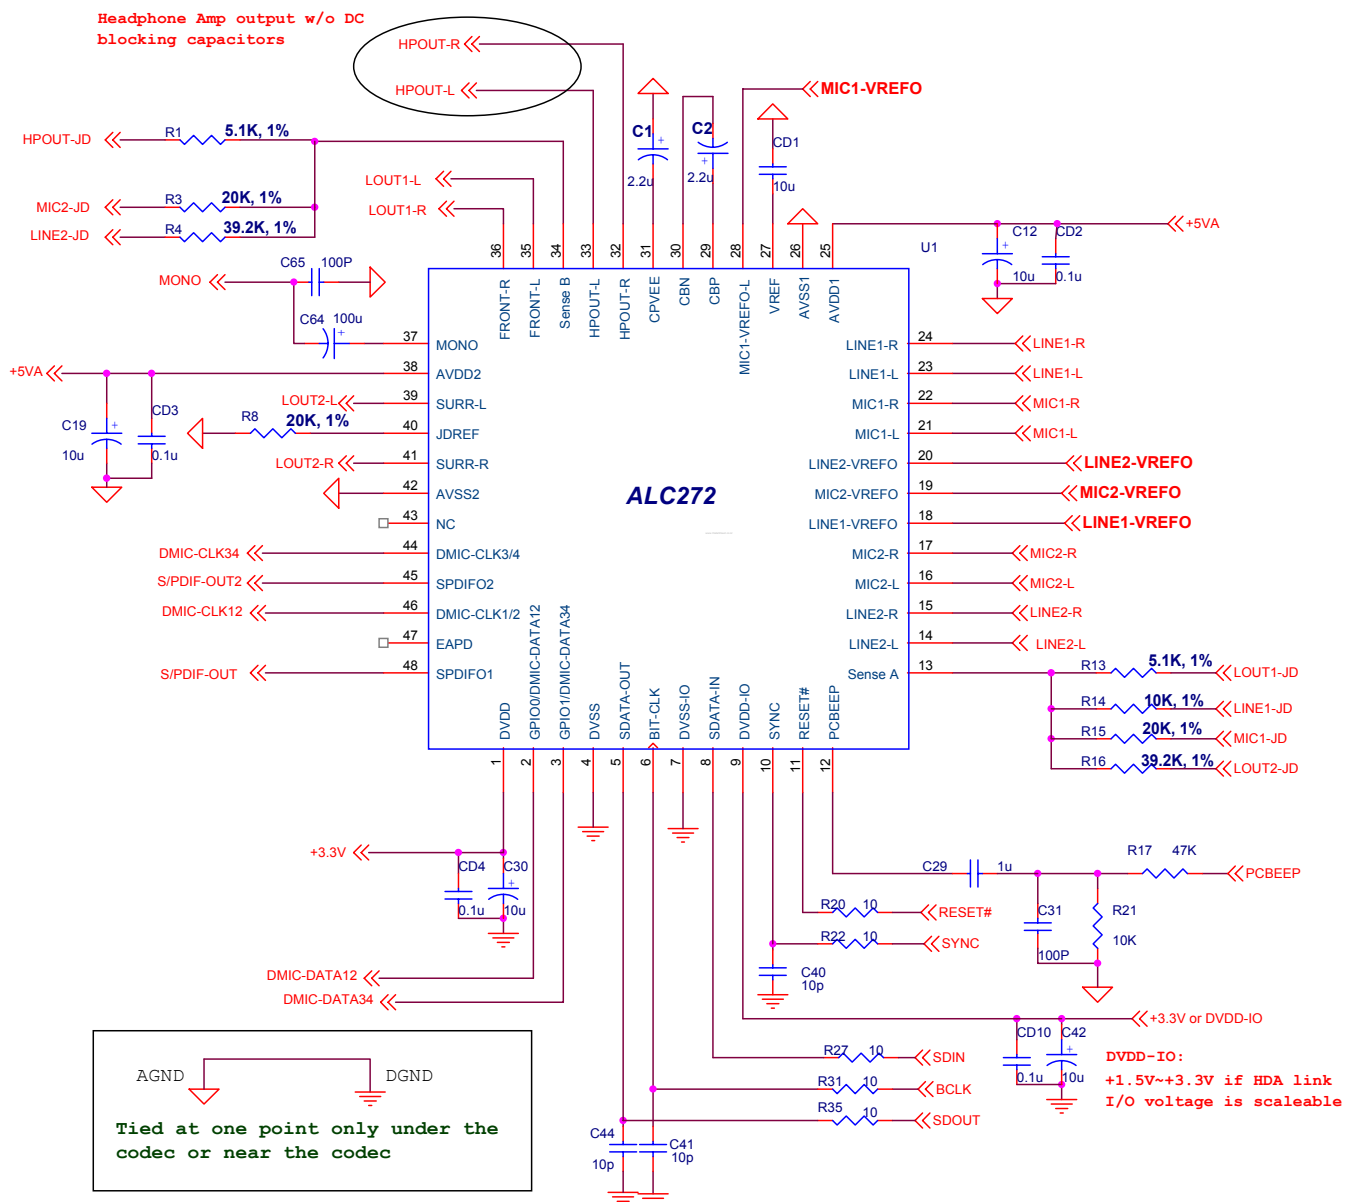 Headphone Amp output w/o DC
blocking capacitors
HPOUT-R
HPOUT-L
MIC1-VREFO
HPOUT-JD
R1
5.1K, 1%
C1
2.2u
C2
2.2u
CD1
10u
MIC2-JD
R3
20K, 1%
LINE2-JD
R4
39.2K, 1%
LOUT1-L
LOUT1-R
+5VA
U1
C12
10u
CD2
0.1u
36
35
34
33
32
31
30
29
28
27
26
25
FRONT-R
FRONT-L
Sense B
HPOUT-L
HPOUT-R
CPVEE
CBN
CBP
MIC1-VREFO-L
VREF
AVSS1
AVDD1
MONO
C65
100P
C64
100u
+5VA
C19
10u
CD3
0.1u
LOUT2-L
R8
20K, 1%
LOUT2-R
DMIC-CLK34
S/PDIF-OUT2
DMIC-CLK12
S/PDIF-OUT
37
MONO
38
AVDD2
39
SURR-L
40
JDREF
41
SURR-R
42
AVSS2
43
NC
44
DMIC-CLK3/4
45
SPDIFO2
46
DMIC-CLK1/2
47
EAPD
48
SPDIFO1
ALC272
LINE1-R
24
LINE1-R
LINE1-L
23
LINE1-L
MIC1-R
22
MIC1-R
MIC1-L
21
MIC1-L
LINE2-VREFO
20
LINE2-VREFO
MIC2-VREFO
19
MIC2-VREFO
LINE1-VREFO
18
LINE1-VREFO
MIC2-R
17
MIC2-R
MIC2-L
16
MIC2-L
LINE2-R
15
LINE2-R
LINE2-L
14
LINE2-L
Sense A
13
R13
5.1K, 1%
LOUT1-JD
R14
10K, 1%
LINE1-JD
R15
20K, 1%
MIC1-JD
R16
39.2K, 1%
LOUT2-JD
DVDD
GPIO0/DMIC-DATA12
GPIO1/DMIC-DATA34
DVSS
SDATA-OUT
BIT-CLK
DVSS-IO
SDATA-IN
DVDD-IO
SYNC
RESET#
PCBEEP
1
2
3
4
5
6
7
8
9
10
11
12
+3.3V
CD4
0.1u
C30
10u
C29
1u
R17
47K
PCBEEP
C31
100P
R21
10K
R20
10
RESET#
R22
10
SYNC
C40
10p
DMIC-DATA12
DMIC-DATA34
+3.3V or DVDD-IO
CD10
0.1u
C42
10u
R27
10
SDIN
R31
10
BCLK
R35
10
SDOUT
C44
10p
C41
10p
DVDD-IO:
+1.5V~+3.3V if HDA link
I/O voltage is scaleable
AGND
DGND
Tied at one point only under the
codec or near the codec